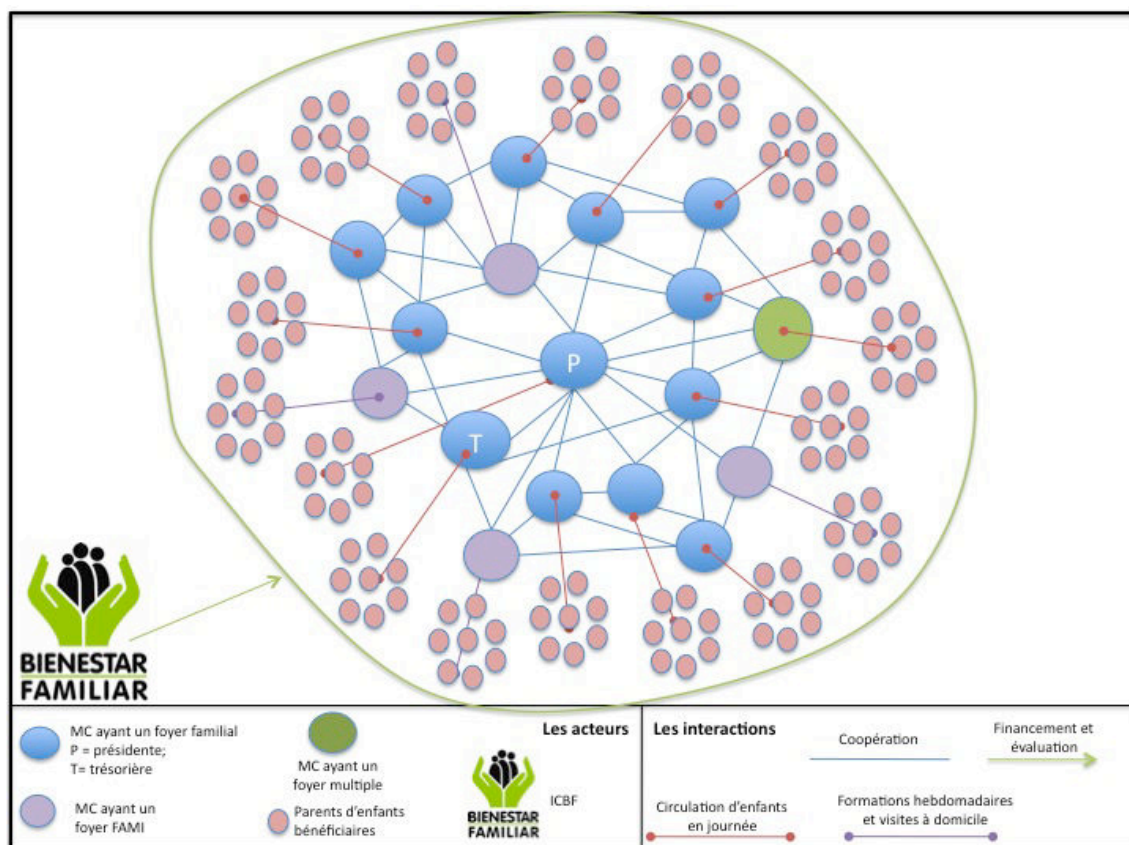 P
T
BIENESTAR
FAMILIAR
MC ayant un foyer familial
P = présidente;
T= trésorière
MC ayant un
foyer FAMI
MC ayant un
foyer multiple
Parents d'enfants
bénéficiaires
Les acteurs
BIENESTAR
FAMILIAR
ICBF
Les interactions
Coopération
Financement et
évaluation
Circulation d'enfants
en journée
Formations hebdomadaires
et visites à domicile